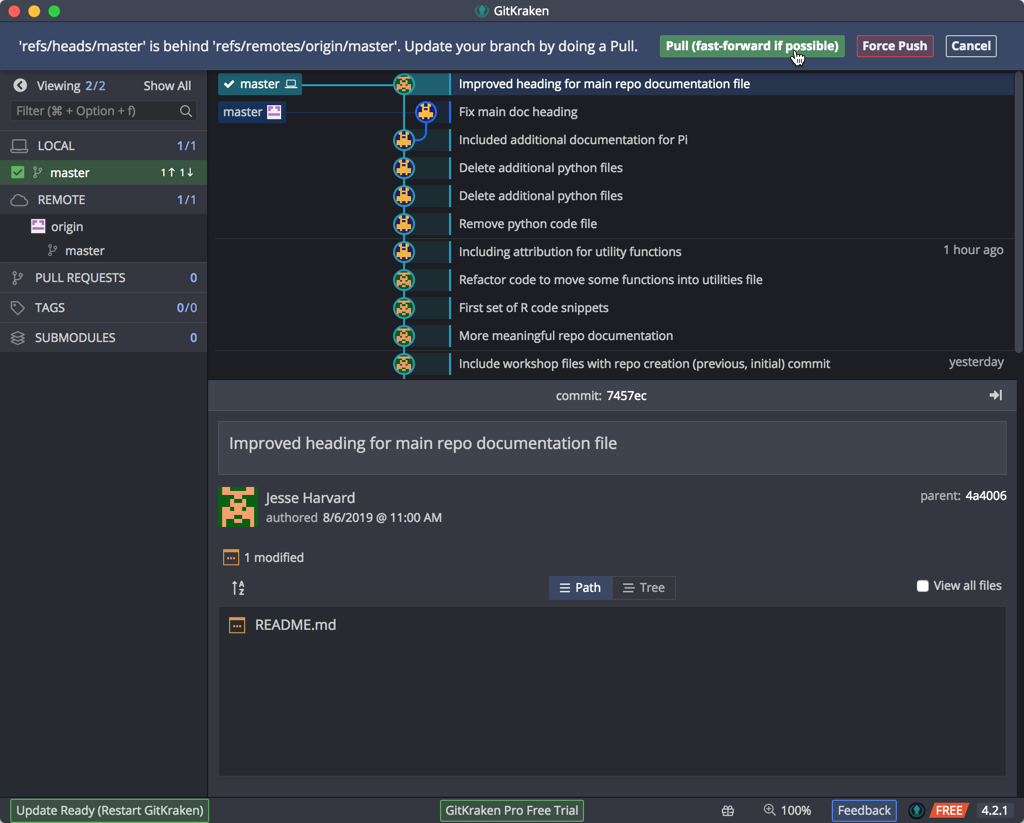 GitKraken
'refs/heads/master' is behind 'refs/remotes/origin/master'. Update your branch by doing a Pull. Pull (fast-forward if possible) Force Push Cancel
Viewing 2/2 Show All
Filter (⌘ + Option + f)
LOCAL 1/1
master 1↑ 1↓
REMOTE 1/1
origin
master
PULL REQUESTS 0
TAGS 0/0
SUBMODULES 0
master Improved heading for main repo documentation file
master Fix main doc heading
Included additional documentation for Pi
Delete additional python files
Delete additional python files
Remove python code file
Including attribution for utility functions 1 hour ago
Refactor code to move some functions into utilities file
First set of R code snippets
More meaningful repo documentation
Include workshop files with repo creation (previous, initial) commit yesterday
commit: 7457ec
Improved heading for main repo documentation file
Jesse Harvard parent: 4a4006
authored 8/6/2019 @ 11:00 AM
1 modified
A Z Path Tree View all files
README.md
Update Ready (Restart GitKraken) GitKraken Pro Free Trial 100% Feedback FREE 4.2.1